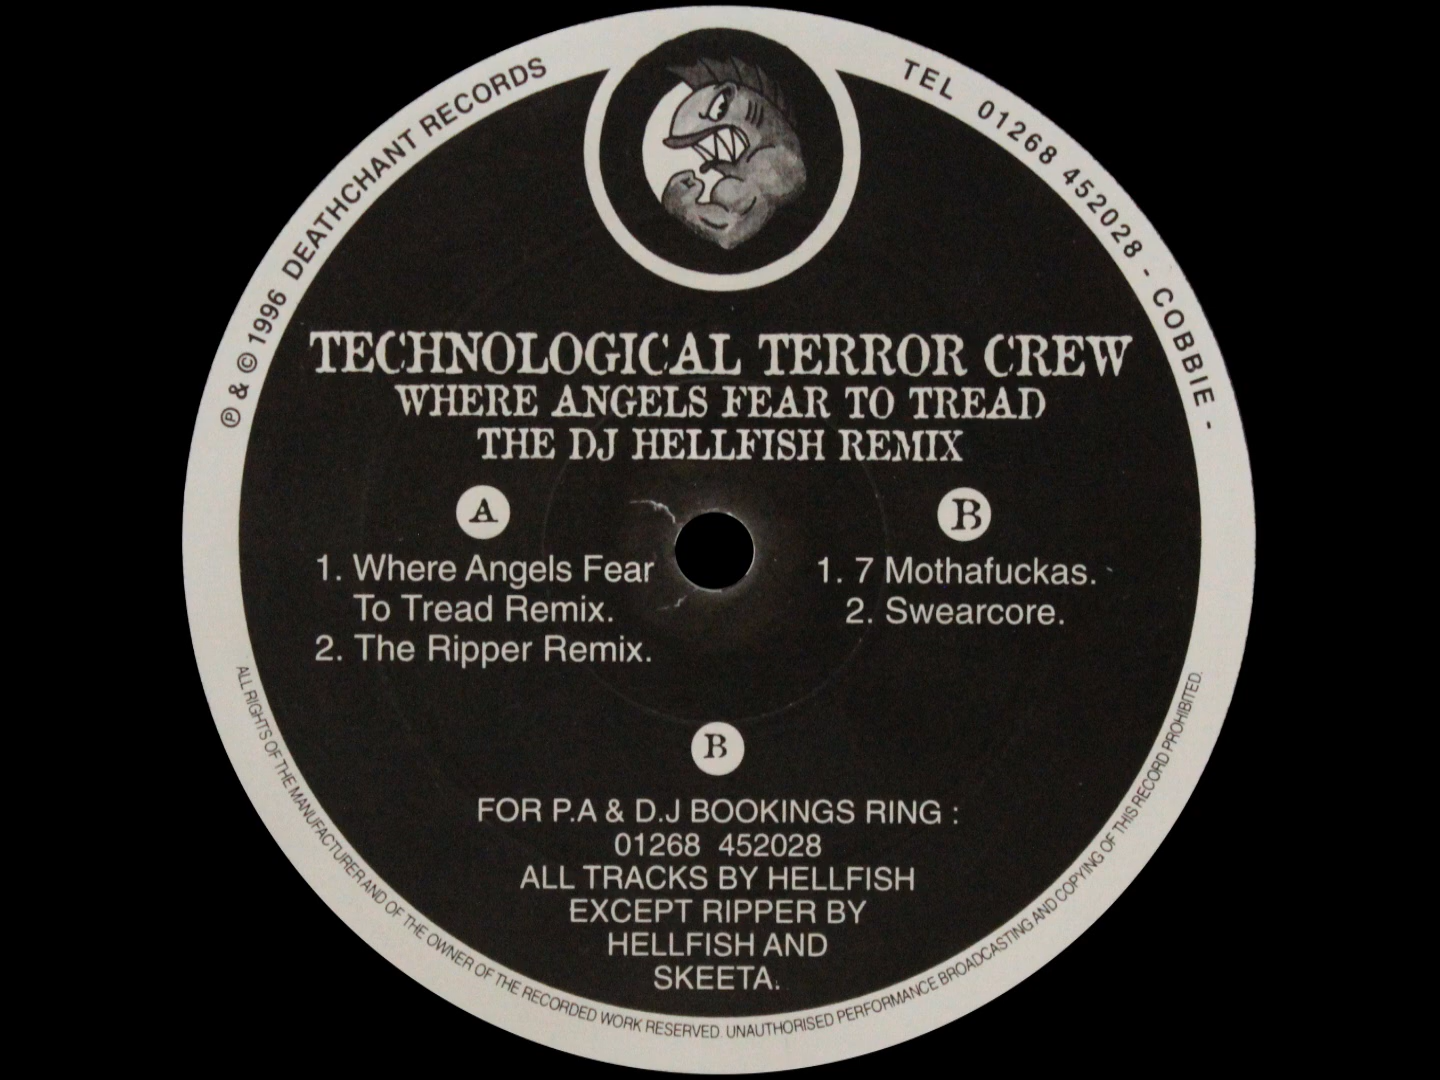 ℗ & © 1996 DEATHCHANT RECORDS
TEL 01268 452028 - COBBIE -
TECHNOLOGICAL TERROR CREW
WHERE ANGELS FEAR TO TREAD
THE DJ HELLFISH REMIX
A
1. Where Angels Fear
To Tread Remix.
2. The Ripper Remix.
B
1. 7 Mothafuckas.
2. Swearcore.
B
FOR P.A & D.J BOOKINGS RING :
01268 452028
ALL TRACKS BY HELLFISH
EXCEPT RIPPER BY
HELLFISH AND
SKEETA.
ALL RIGHTS OF THE MANUFACTURER AND OF THE OWNER OF THE RECORDED WORK RESERVED. UNAUTHORISED PERFORMANCE BROADCASTING AND COPYING OF THIS RECORD PROHIBITED.